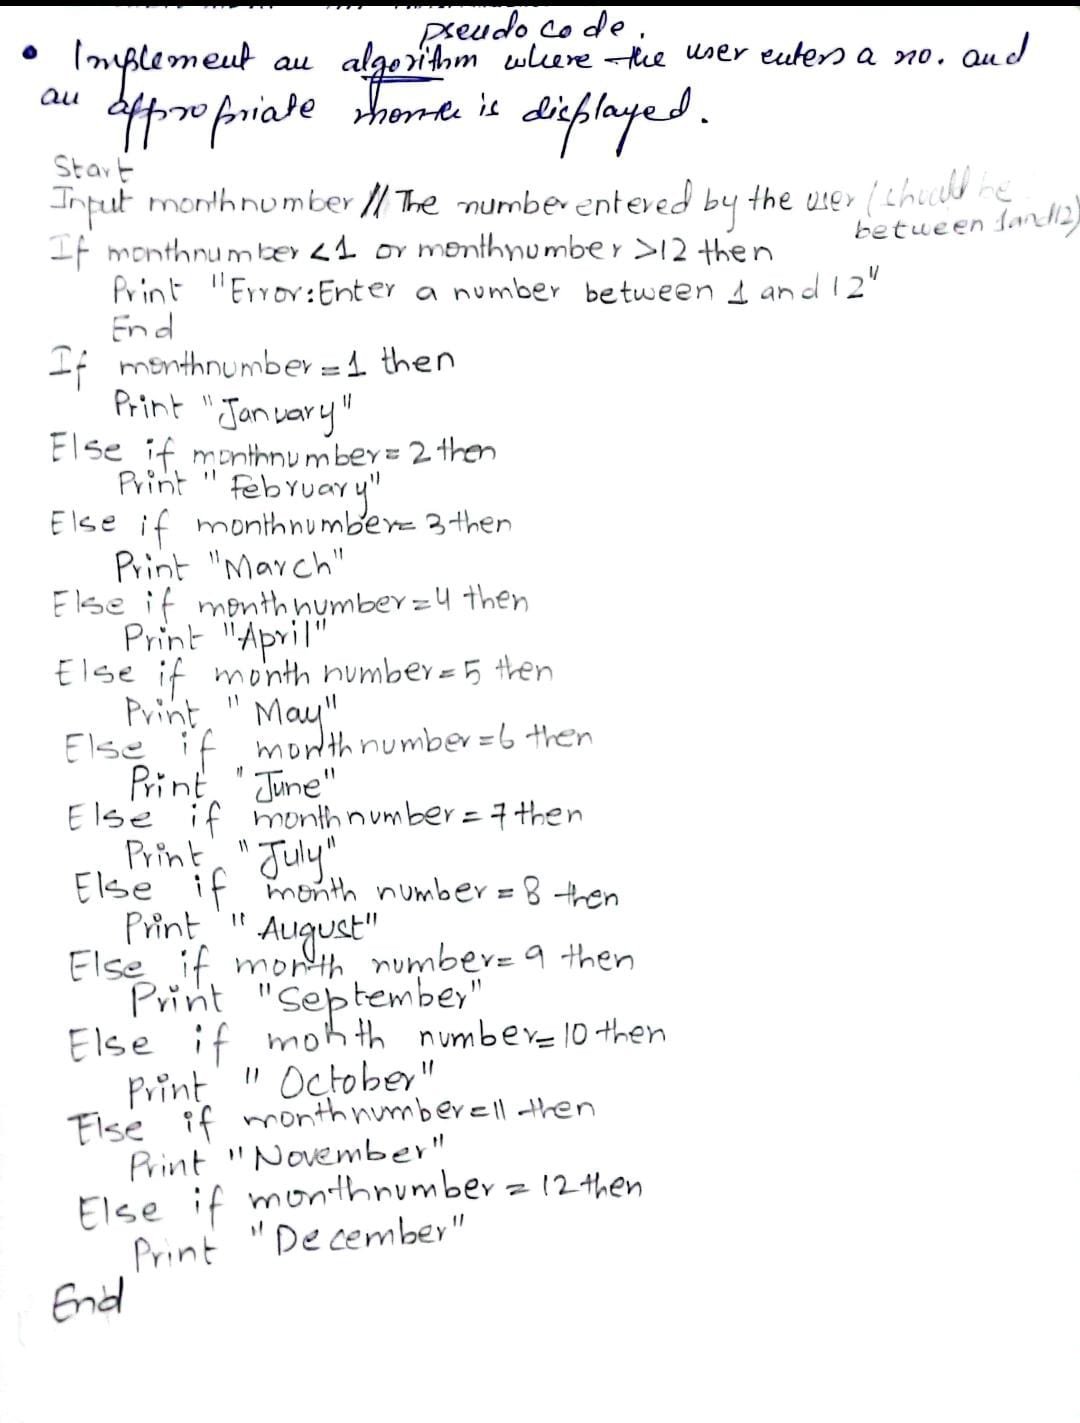 pseudo code.
• Implement an algorithm where the user enters a no. and
an appropriate month is displayed.
Start
Input monthnumber // The number entered by the user (should be
between 1 and 12)
If monthnumber <1 or monthnumber >12 then
Print "Error: Enter a number between 1 and 12"
End
If monthnumber = 1 then
Print "January"
Else if monthnumber = 2 then
Print "February"
Else if monthnumber = 3 then
Print "March"
Else if monthnumber = 4 then
Print "April"
Else if month number = 5 then
Print "May"
Else if month number = 6 then
Print "June"
Else if month number = 7 then
Print "July"
Else if month number = 8 then
Print "August"
Else if month number = 9 then
Print "September"
Else if month number = 10 then
Print "October"
Else if monthnumber = 11 then
Print "November"
Else if monthnumber = 12 then
Print "December"
End